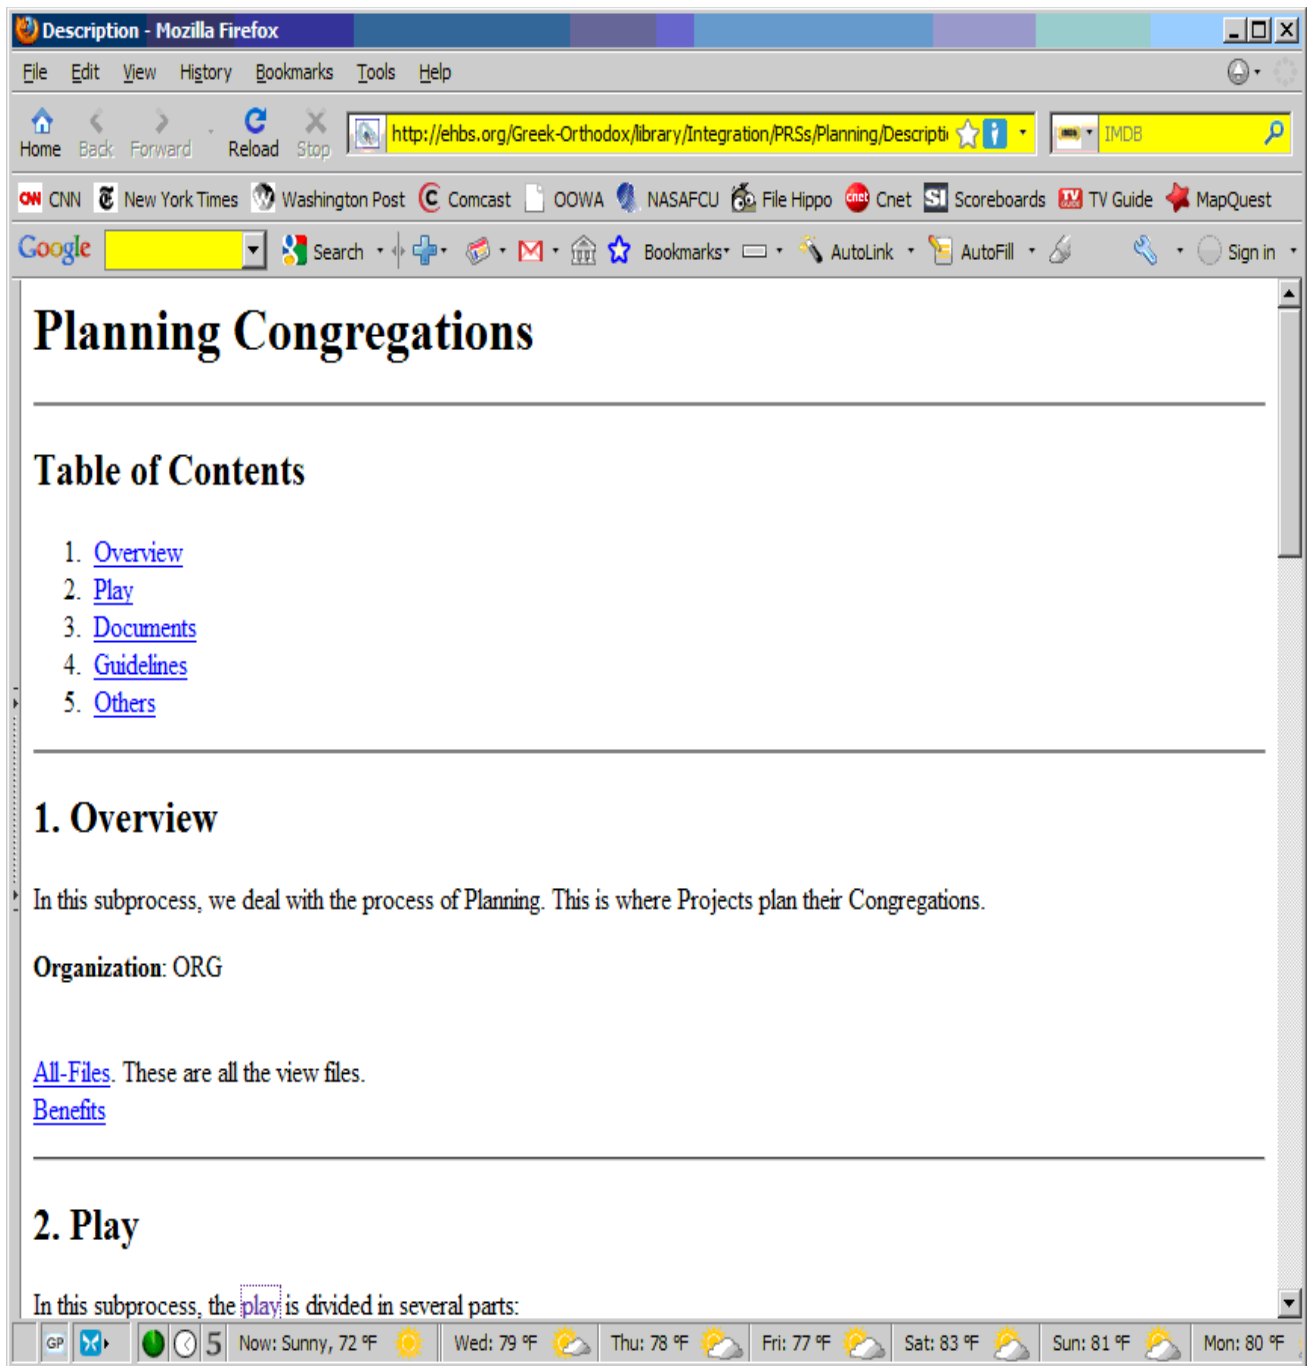 Description - Mozilla Firefox
File Edit View History Bookmarks Tools Help
Home Back Forward Reload Stop http://ehbs.org/Greek-Orthodox/library/Integration/PRSs/Planning/Descripti IMDB
CNN New York Times Washington Post Comcast OOWA NASAFCU File Hippo cnet Cnet SI Scoreboards TV Guide MapQuest
Google Search Bookmarks AutoLink AutoFill Sign in
Planning Congregations
Table of Contents
1. Overview
2. Play
3. Documents
4. Guidelines
5. Others
1. Overview
In this subprocess, we deal with the process of Planning. This is where Projects plan their Congregations.
Organization: ORG
All-Files. These are all the view files.
Benefits
2. Play
In this subprocess, the play is divided in several parts:
GP 5 Now: Sunny, 72 °F Wed: 79 °F Thu: 78 °F Fri: 77 °F Sat: 83 °F Sun: 81 °F Mon: 80 °F